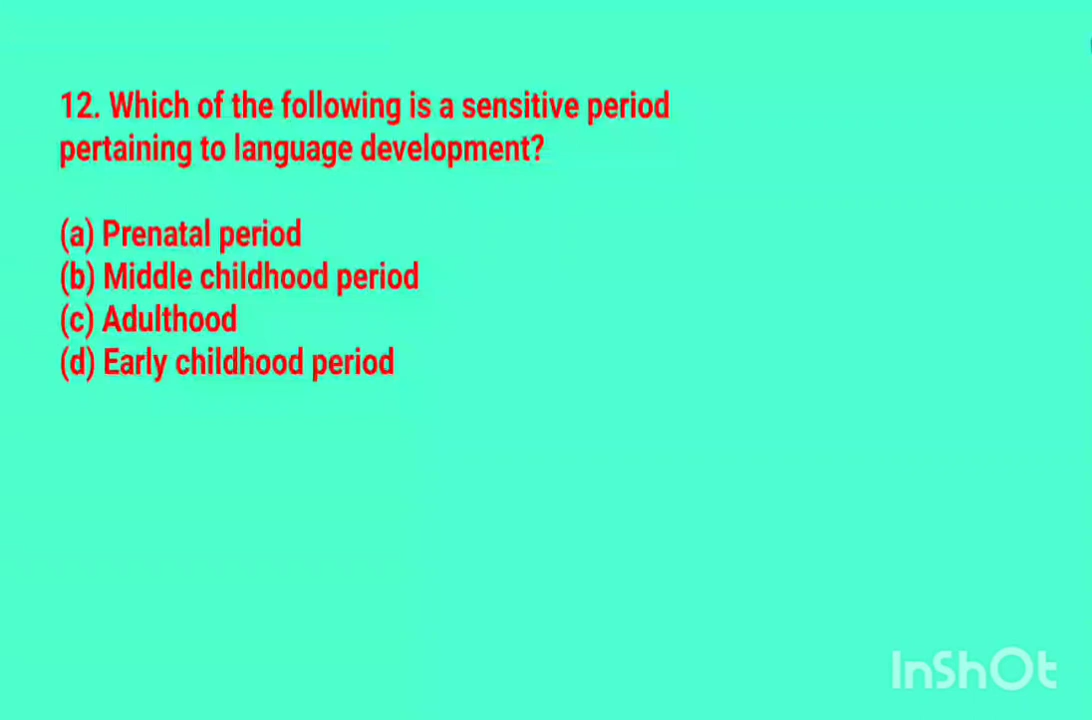 12. Which of the following is a sensitive period
pertaining to language development?
(a) Prenatal period
(b) Middle childhood period
(c) Adulthood
(d) Early childhood period
InShOt